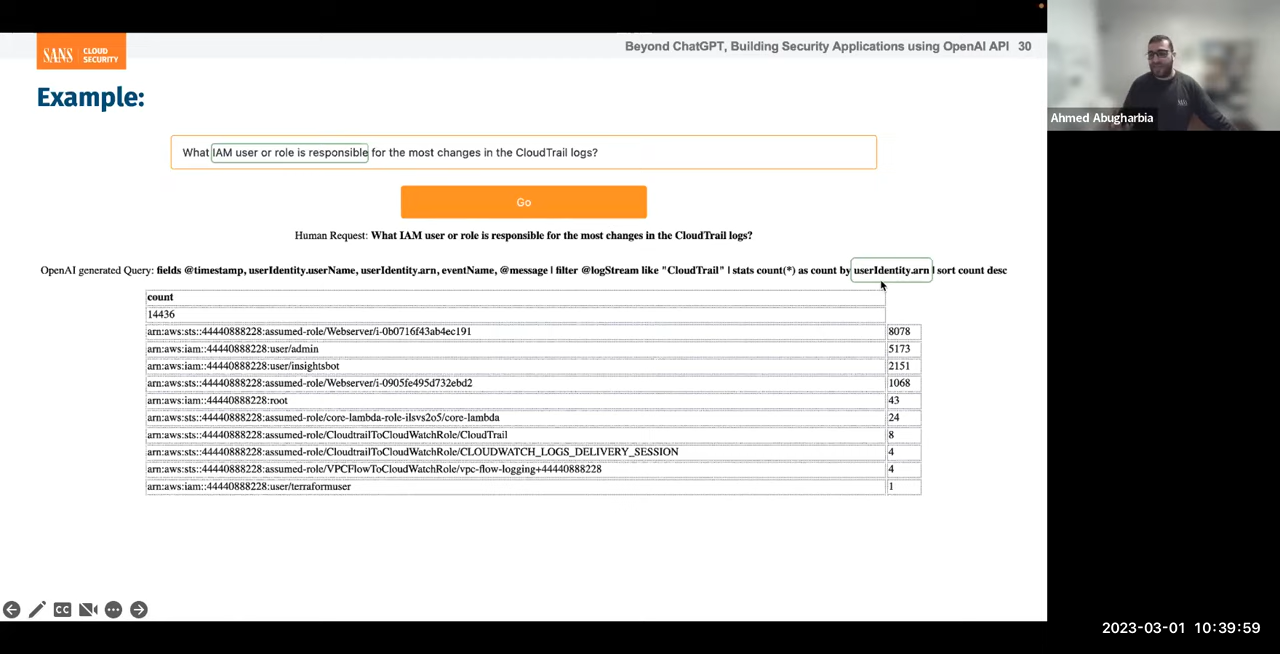 SANS | CLOUD SECURITY
Beyond ChatGPT, Building Security Applications using OpenAI API 30
Example:
Ahmed Abugharbia
What IAM user or role is responsible for the most changes in the CloudTrail logs?
Go
Human Request: What IAM user or role is responsible for the most changes in the CloudTrail logs?
OpenAI generated Query: fields @timestamp, userIdentity.userName, userIdentity.arn, eventName, @message | filter @logStream like "CloudTrail" | stats count(*) as count by userIdentity.arn | sort count desc
count
14436
arn:aws:sts::44440888228:assumed-role/Webserver/i-0b0716f43ab4ec191 8078
arn:aws:iam::44440888228:user/admin 5173
arn:aws:iam::44440888228:user/insightsbot 2151
arn:aws:sts::44440888228:assumed-role/Webserver/i-0905fe495d732ebd2 1068
arn:aws:iam::44440888228:root 43
arn:aws:sts::44440888228:assumed-role/core-lambda-role-ilsvs2o5/core-lambda 24
arn:aws:sts::44440888228:assumed-role/CloudtrailToCloudWatchRole/CloudTrail 8
arn:aws:sts::44440888228:assumed-role/CloudtrailToCloudWatchRole/CLOUDWATCH_LOGS_DELIVERY_SESSION 4
arn:aws:sts::44440888228:assumed-role/VPCFlowToCloudWatchRole/vpc-flow-logging+44440888228 4
arn:aws:iam::44440888228:user/terraformuser 1
CC
2023-03-01 10:39:59